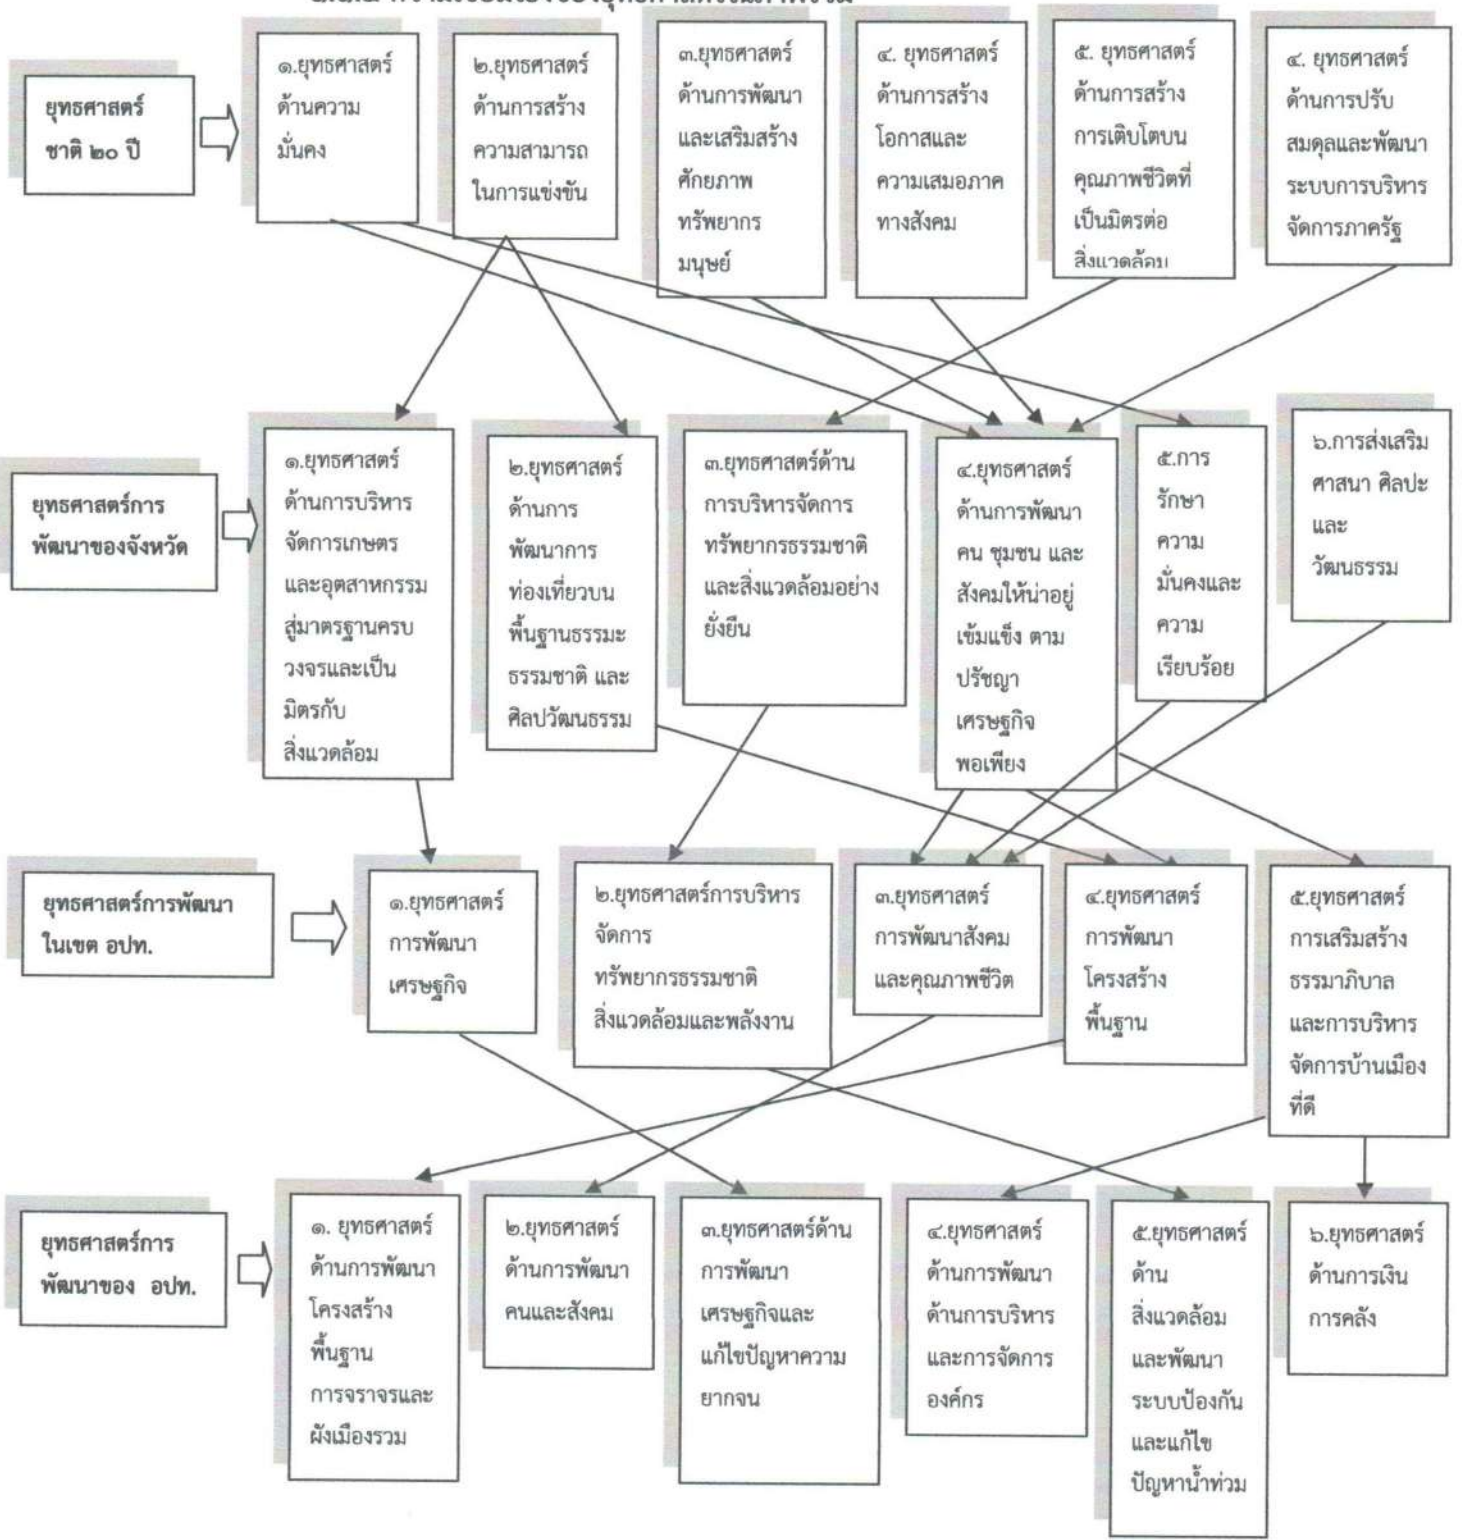 ยุทธศาสตร์
ชาติ ๒๐ ปี
๑.ยุทธศาสตร์
ด้านความ
มั่นคง
๒.ยุทธศาสตร์
ด้านการสร้าง
ความสามารถ
ในการแข่งขัน
๓.ยุทธศาสตร์
ด้านการพัฒนา
และเสริมสร้าง
ศักยภาพ
ทรัพยากร
มนุษย์
๔. ยุทธศาสตร์
ด้านการสร้าง
โอกาสและ
ความเสมอภาค
ทางสังคม
๕. ยุทธศาสตร์
ด้านการสร้าง
การเติบโตบน
คุณภาพชีวิตที่
เป็นมิตรต่อ
สิ่งแวดล้อม
๔. ยุทธศาสตร์
ด้านการปรับ
สมดุลและพัฒนา
ระบบการบริหาร
จัดการภาครัฐ
ยุทธศาสตร์การ
พัฒนาของจังหวัด
๑.ยุทธศาสตร์
ด้านการบริหาร
จัดการเกษตร
และอุตสาหกรรม
สู่มาตรฐานครบ
วงจรและเป็น
มิตรกับ
สิ่งแวดล้อม
๒.ยุทธศาสตร์
ด้านการ
พัฒนาการ
ท่องเที่ยวบน
พื้นฐานธรรมะ
ธรรมชาติ และ
ศิลปวัฒนธรรม
๓.ยุทธศาสตร์ด้าน
การบริหารจัดการ
ทรัพยากรธรรมชาติ
และสิ่งแวดล้อมอย่าง
ยั่งยืน
๔.ยุทธศาสตร์
ด้านการพัฒนา
คน ชุมชน และ
สังคมให้น่าอยู่
เข้มแข็ง ตาม
ปรัชญา
เศรษฐกิจ
พอเพียง
๕.การ
รักษา
ความ
มั่นคงและ
ความ
เรียบร้อย
๖.การส่งเสริม
ศาสนา ศิลปะ
และ
วัฒนธรรม
ยุทธศาสตร์การพัฒนา
ในเขต อปท.
๑.ยุทธศาสตร์
การพัฒนา
เศรษฐกิจ
๒.ยุทธศาสตร์การบริหาร
จัดการ
ทรัพยากรธรรมชาติ
สิ่งแวดล้อมและพลังงาน
๓.ยุทธศาสตร์
การพัฒนาสังคม
และคุณภาพชีวิต
๔.ยุทธศาสตร์
การพัฒนา
โครงสร้าง
พื้นฐาน
๕.ยุทธศาสตร์
การเสริมสร้าง
ธรรมาภิบาล
และการบริหาร
จัดการบ้านเมือง
ที่ดี
ยุทธศาสตร์การ
พัฒนาของ อปท.
๑. ยุทธศาสตร์
ด้านการพัฒนา
โครงสร้าง
พื้นฐาน
การจราจรและ
ผังเมืองรวม
๒.ยุทธศาสตร์
ด้านการพัฒนา
คนและสังคม
๓.ยุทธศาสตร์ด้าน
การพัฒนา
เศรษฐกิจและ
แก้ไขปัญหาความ
ยากจน
๔.ยุทธศาสตร์
ด้านการพัฒนา
ด้านการบริหาร
และการจัดการ
องค์กร
๕.ยุทธศาสตร์
ด้าน
สิ่งแวดล้อม
และพัฒนา
ระบบป้องกัน
และแก้ไข
ปัญหาน้ำท่วม
๖.ยุทธศาสตร์
ด้านการเงิน
การคลัง